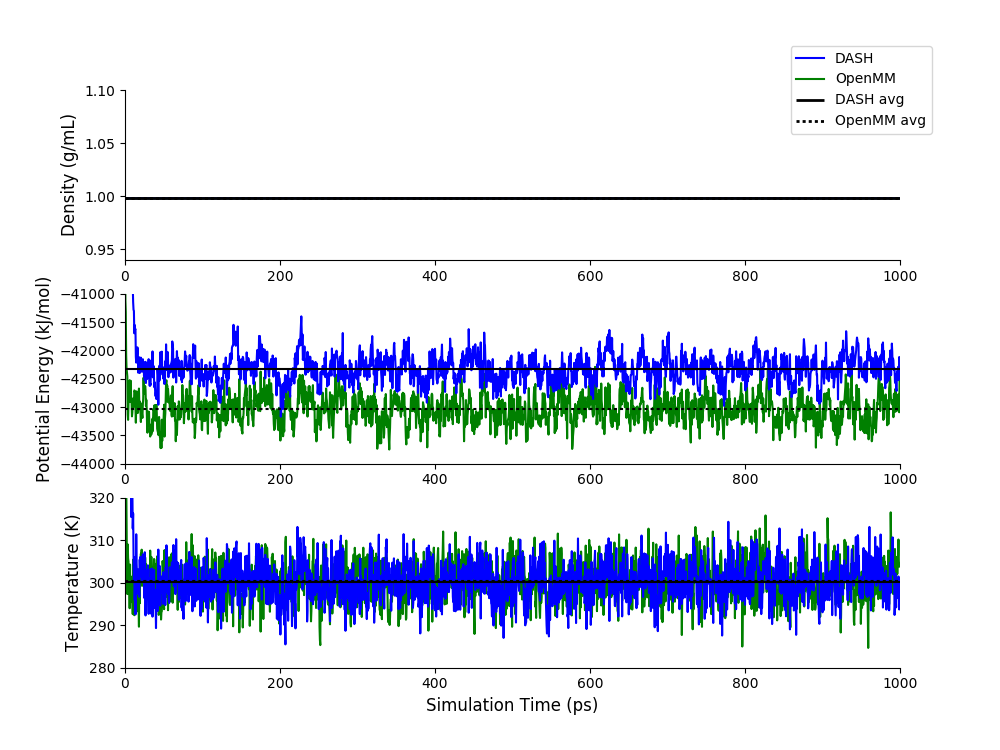 DASH
OpenMM
DASH avg
OpenMM avg
Density (g/mL)
1.10
1.05
1.00
0.95
0 200 400 600 800 1000
Potential Energy (kJ/mol)
−41000
−41500
−42000
−42500
−43000
−43500
−44000
0 200 400 600 800 1000
Temperature (K)
320
310
300
290
280
0 200 400 600 800 1000
Simulation Time (ps)